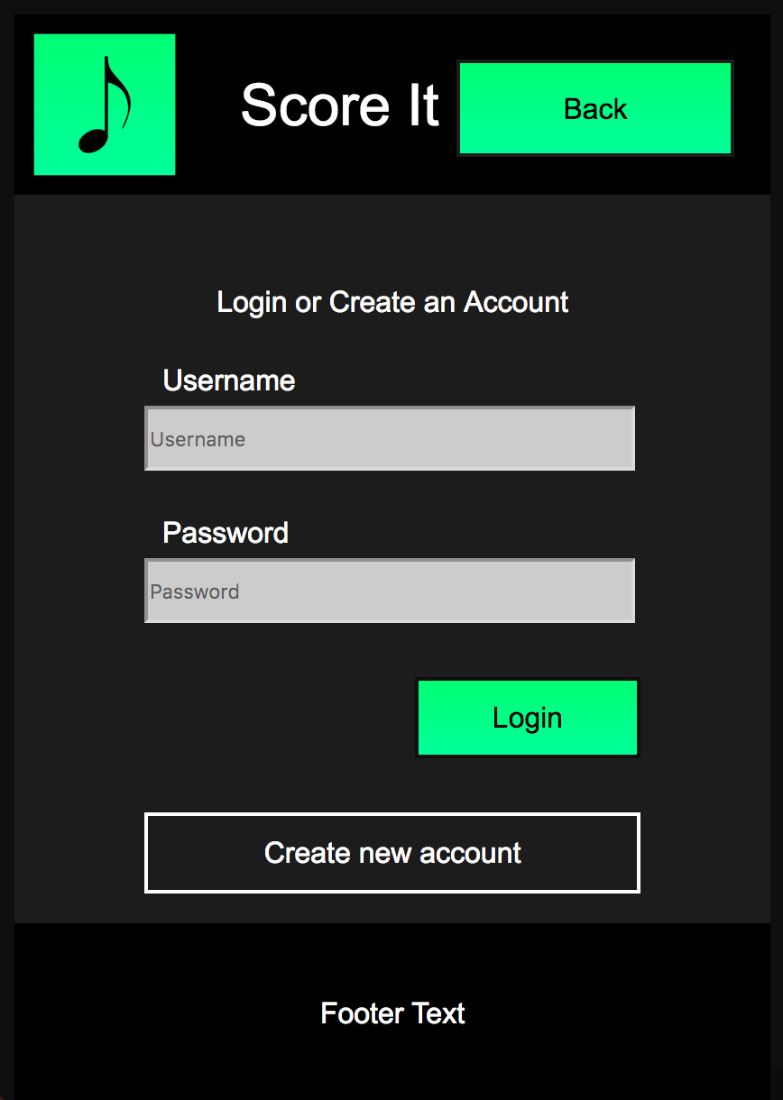 Score It
Back
Login or Create an Account
Username
Username
Password
Password
Login
Create new account
Footer Text